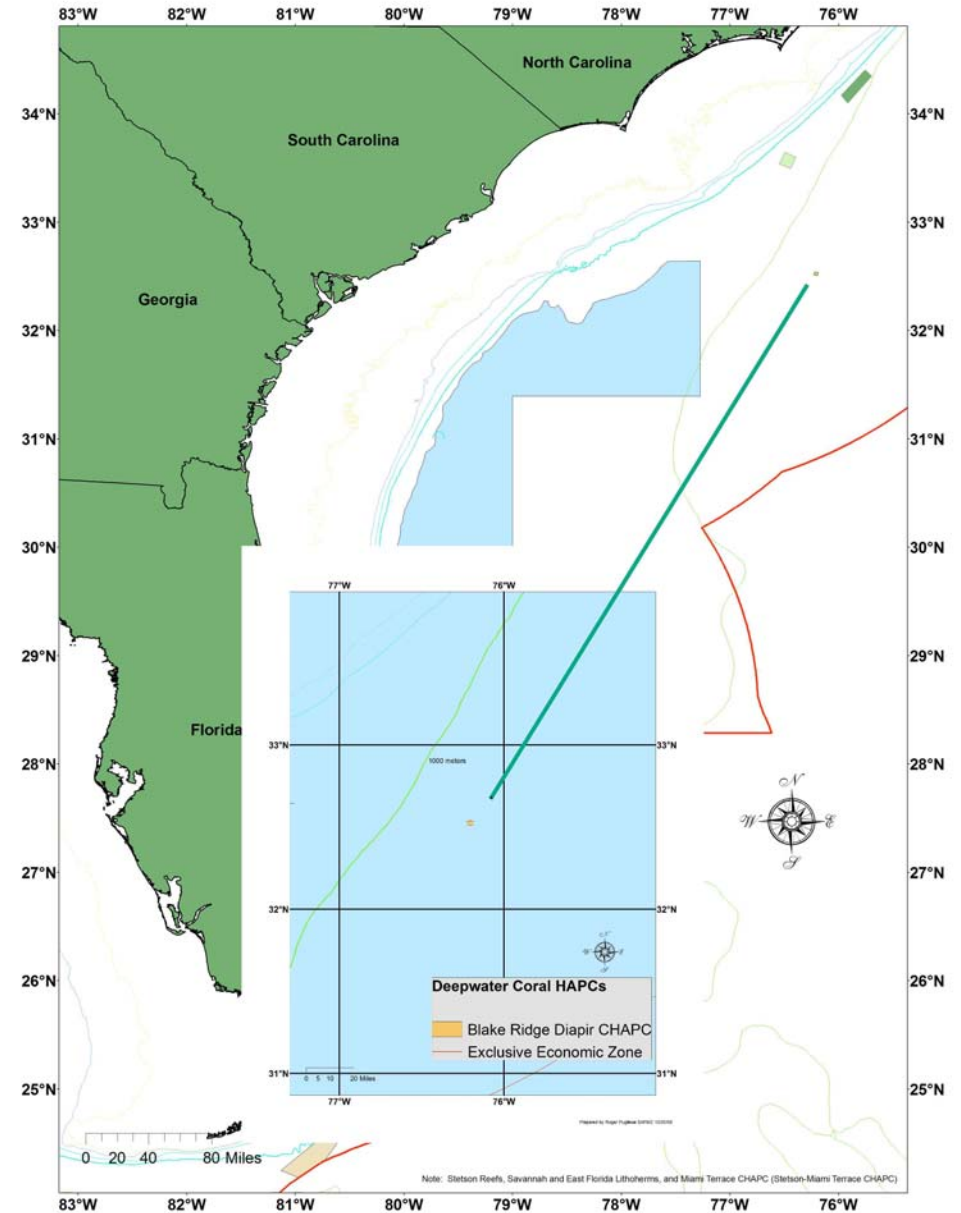 83°W 82°W 81°W 80°W 79°W 78°W 77°W 76°W
North Carolina
34°N 34°N
South Carolina
33°N 33°N
Georgia
32°N 32°N
31°N 31°N
30°N 30°N
77°W 76°W
29°N 29°N
Florida
33°N 33°N
1000 meters
28°N 28°N
N
W E
S
27°N 27°N
32°N 32°N
N
W E
S
26°N 26°N
Deepwater Coral HAPCs
Blake Ridge Diapir CHAPC
Exclusive Economic Zone
31°N 31°N
0 5 10 20 Miles
25°N 25°N
77°W 76°W
0 20 40 80 Miles
Note: Stetson Reefs, Savannah and East Florida Lithoherms, and Miami Terrace CHAPC (Stetson-Miami Terrace CHAPC)
83°W 82°W 81°W 80°W 79°W 78°W 77°W 76°W